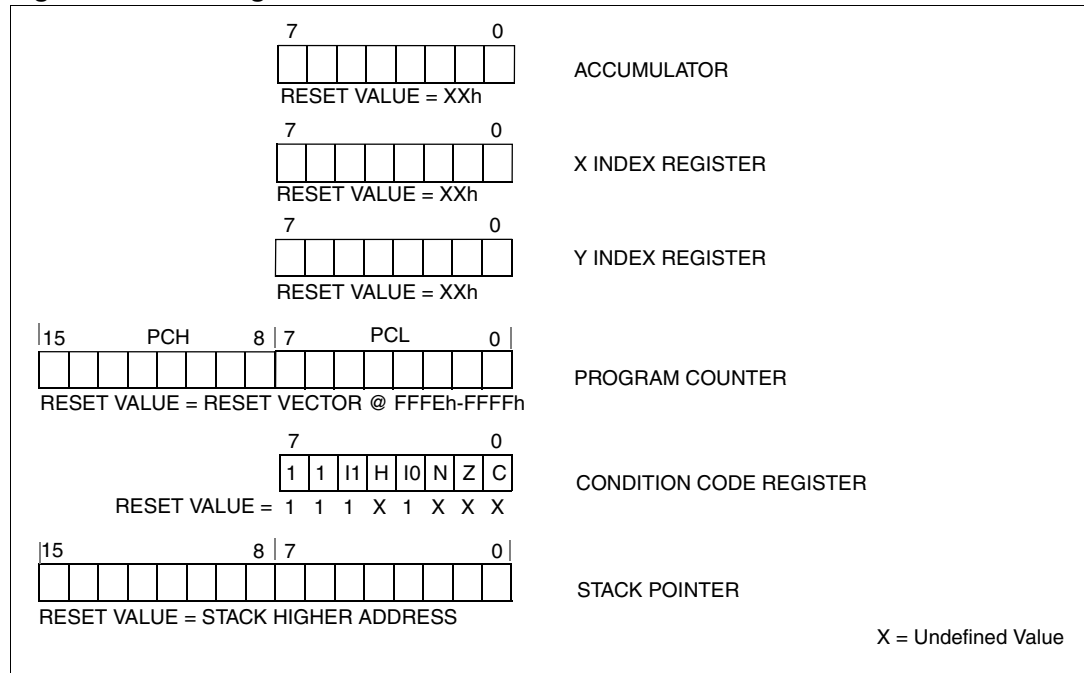 7 0
ACCUMULATOR
RESET VALUE = XXh
7 0
X INDEX REGISTER
RESET VALUE = XXh
7 0
Y INDEX REGISTER
RESET VALUE = XXh
15 PCH 8 7 PCL 0
PROGRAM COUNTER
RESET VALUE = RESET VECTOR @ FFFEh-FFFFh
7 0
1 1 I1 H I0 N Z C
CONDITION CODE REGISTER
RESET VALUE = 1 1 1 X 1 X X X
15 8 7 0
STACK POINTER
RESET VALUE = STACK HIGHER ADDRESS
X = Undefined Value